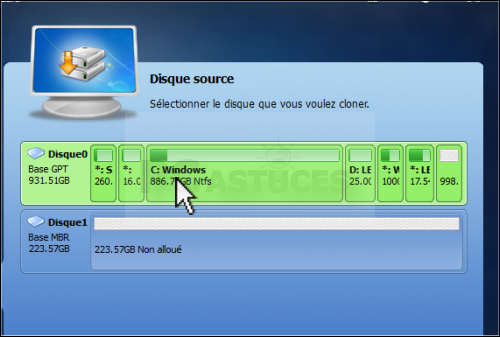 Disque source
Sélectionner le disque que vous voulez cloner.
Disque0
Base GPT
931.51GB
*: S
260.
*:
16.0
C: Windows
886.7 GB Ntfs
D: LE
25.00
*: W
1000
*: LE
17.54
998.
Disque1
Base MBR
223.57GB
223.57GB Non alloué
ASTUCES